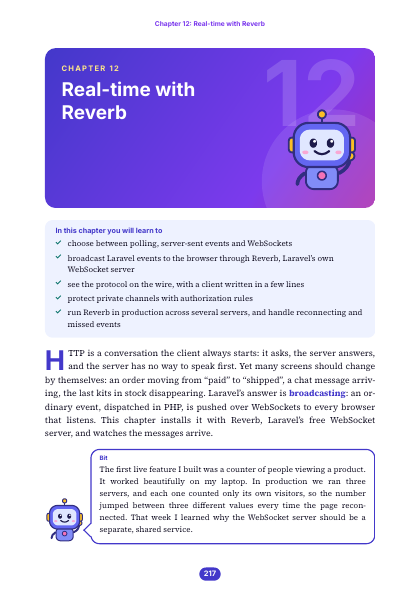 Chapter 12: Real-time with Reverb
CHAPTER 12
12
Real-time with
Reverb
In this chapter you will learn to
choose between polling, server-sent events and WebSockets
broadcast Laravel events to the browser through Reverb, Laravel's own
WebSocket server
see the protocol on the wire, with a client written in a few lines
protect private channels with authorization rules
run Reverb in production across several servers, and handle reconnecting and
missed events
HTTP is a conversation the client always starts: it asks, the server answers,
and the server has no way to speak first. Yet many screens should change
by themselves: an order moving from “paid” to “shipped”, a chat message arriv-
ing, the last kits in stock disappearing. Laravel's answer is broadcasting: an or-
dinary event, dispatched in PHP, is pushed over WebSockets to every browser
that listens. This chapter installs it with Reverb, Laravel's free WebSocket
server, and watches the messages arrive.
Bit
The first live feature I built was a counter of people viewing a product.
It worked beautifully on my laptop. In production we ran three
servers, and each one counted only its own visitors, so the number
jumped between three different values every time the page recon-
nected. That week I learned why the WebSocket server should be a
separate, shared service.
217